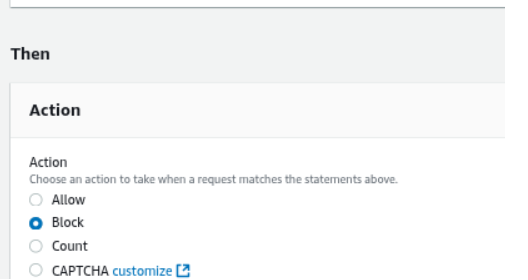 Then
Action
Action
Choose an action to take when a request matches the statements above.
Allow
Block
Count
CAPTCHA customize